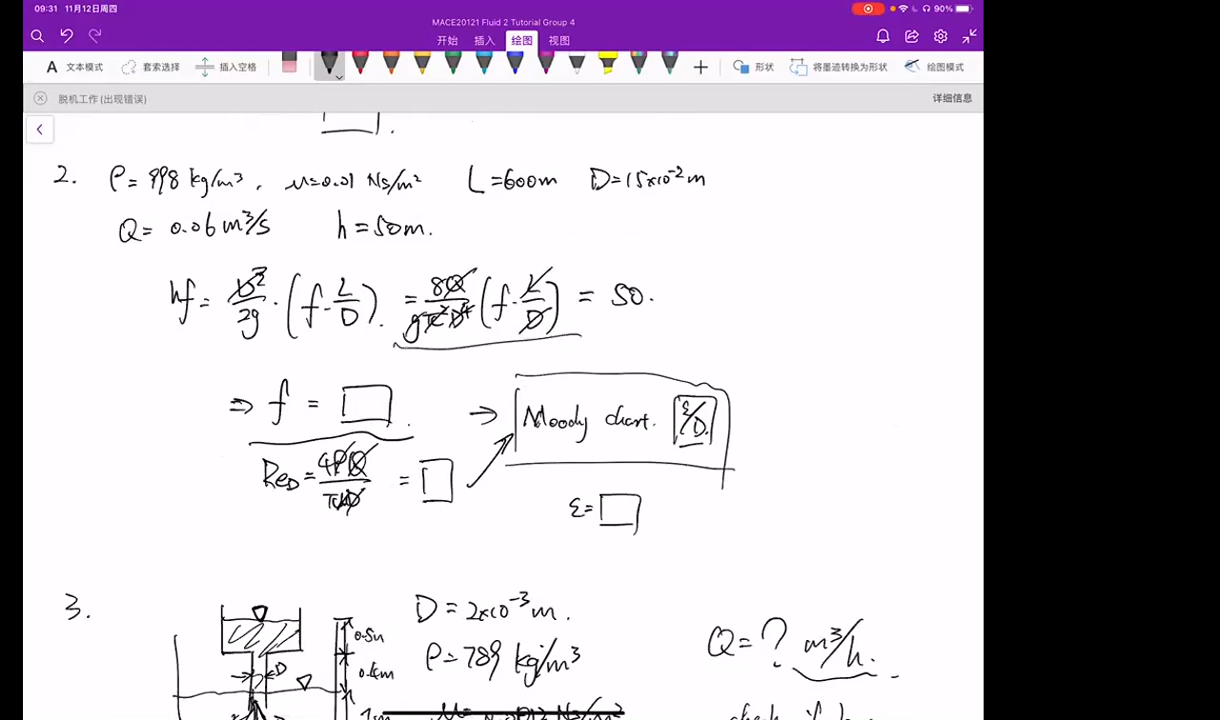 09:31 11月12日周四
90%
MACE20121 Fluid 2 Tutorial Group 4
开始 插入 绘图 视图
A 文本模式 套索选择 插入空格 形状 将墨迹转换为形状 绘图模式
脱机工作 (出现错误) 详细信息
2. ρ= 998 kg/m³, μ=0.01 Ns/m² L=600m D=15×10⁻² m
Q= 0.06 m³/s h=50m.
hf = U²/2g · (f·L/D). = 8Q²/gπ²D⁴ (f·L/D) = 50.
⇒ f = □. → Moody chart. ε/D.
Re_D = 4ρQ/πμD = □
ε= □
3. D = 2×10⁻³ m.
0.5m
ρ=789 kg/m³ Q=? m³/h.
D 0.4m